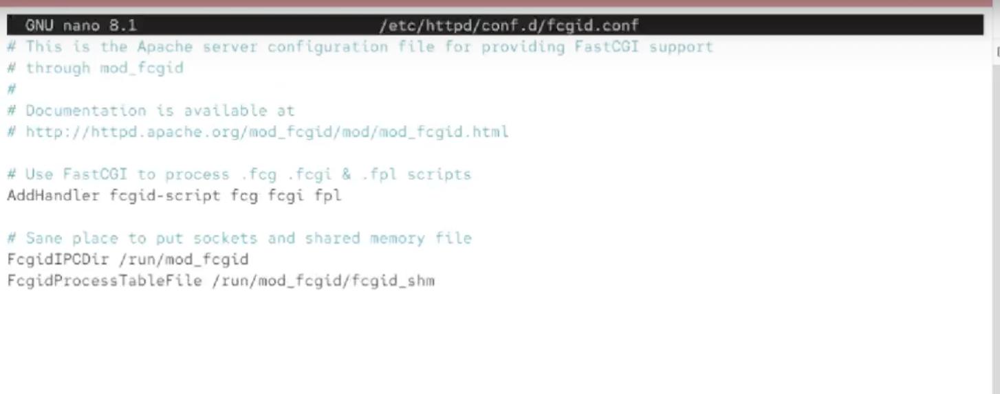 GNU nano 8.1 /etc/httpd/conf.d/fcgid.conf
# This is the Apache server configuration file for providing FastCGI support
# through mod_fcgid
#
# Documentation is available at
# http://httpd.apache.org/mod_fcgid/mod/mod_fcgid.html
# Use FastCGI to process .fcg .fcgi & .fpl scripts
AddHandler fcgid-script fcg fcgi fpl
# Sane place to put sockets and shared memory file
FcgidIPCDir /run/mod_fcgid
FcgidProcessTableFile /run/mod_fcgid/fcgid_shm